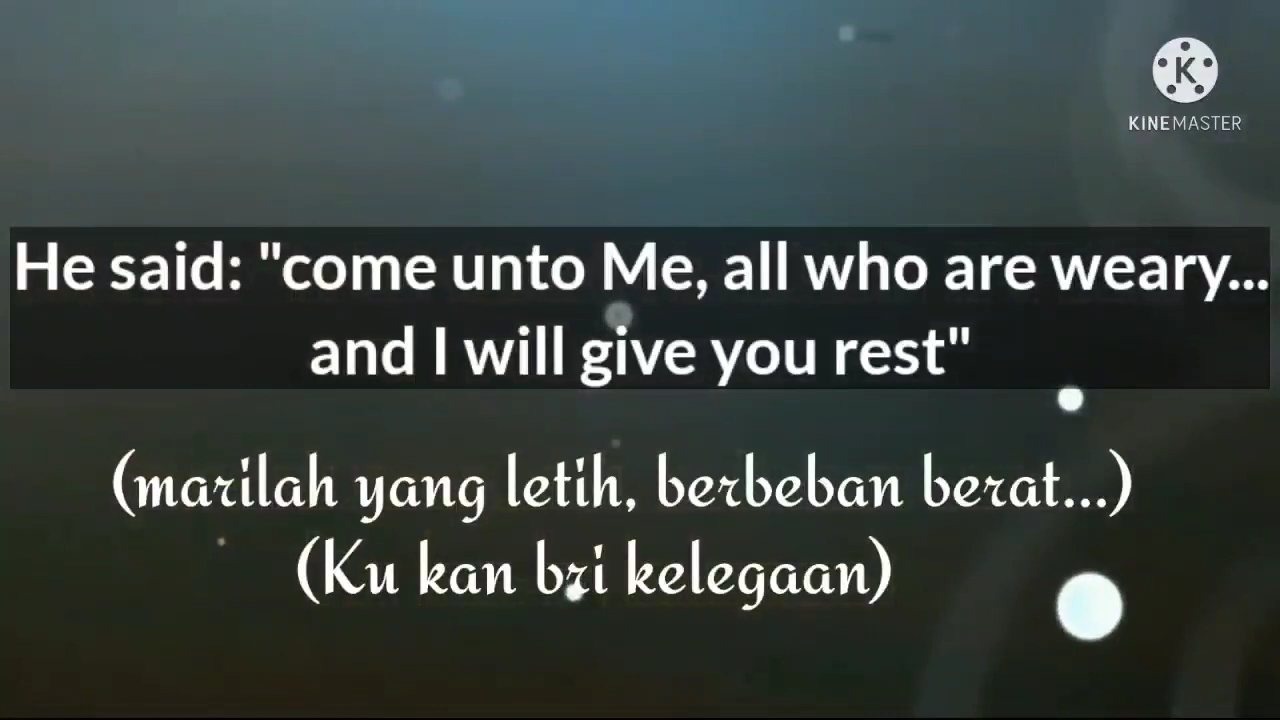 K
KINEMASTER
He said: "come unto Me, all who are weary...
and I will give you rest"
(marilah yang letih, berbeban berat...)
(Ku kan bri kelegaan)